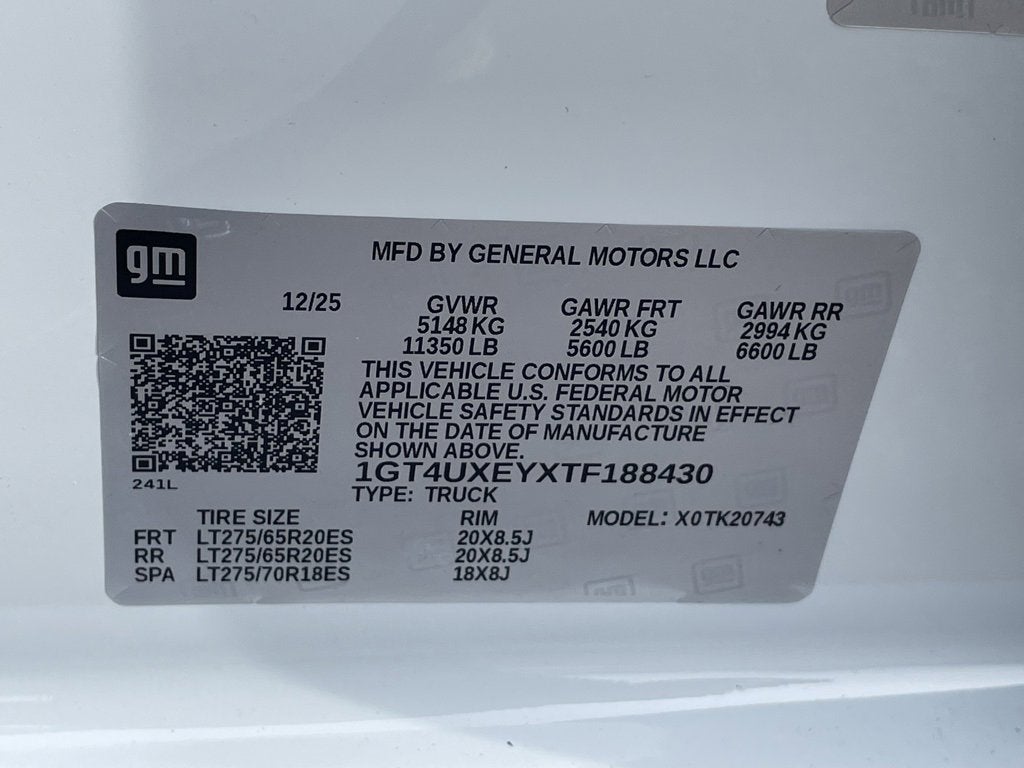 gm
MFD BY GENERAL MOTORS LLC
12/25 GVWR GAWR FRT GAWR RR
5148 KG 2540 KG 2994 KG
11350 LB 5600 LB 6600 LB
THIS VEHICLE CONFORMS TO ALL
APPLICABLE U.S. FEDERAL MOTOR
VEHICLE SAFETY STANDARDS IN EFFECT
ON THE DATE OF MANUFACTURE
SHOWN ABOVE.
1GT4UXEYXTF188430
241L
TYPE: TRUCK
TIRE SIZE RIM MODEL: X0TK20743
FRT LT275/65R20ES 20X8.5J
RR LT275/65R20ES 20X8.5J
SPA LT275/70R18ES 18X8J